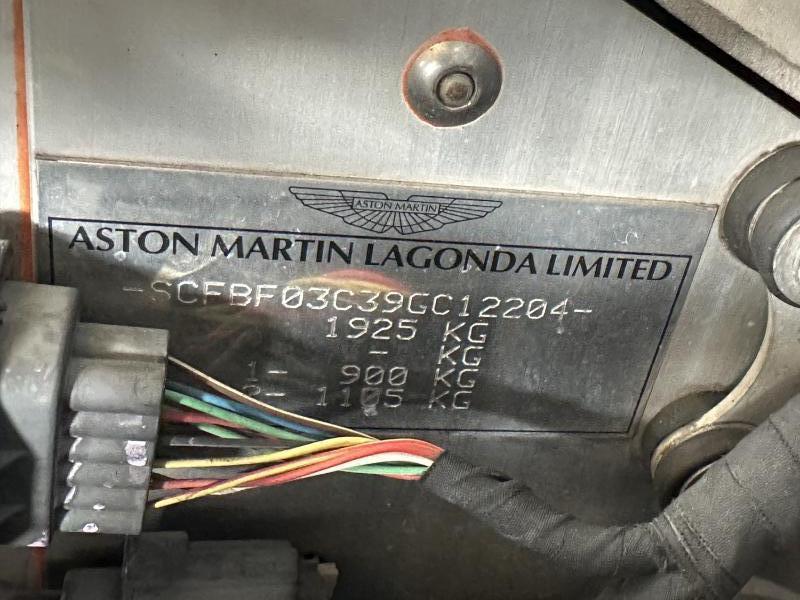 ASTON MARTIN
ASTON MARTIN LAGONDA LIMITED
-SCFBF03C39GC12204-
1925 KG
- KG
1- 900 KG
2- 1105 KG